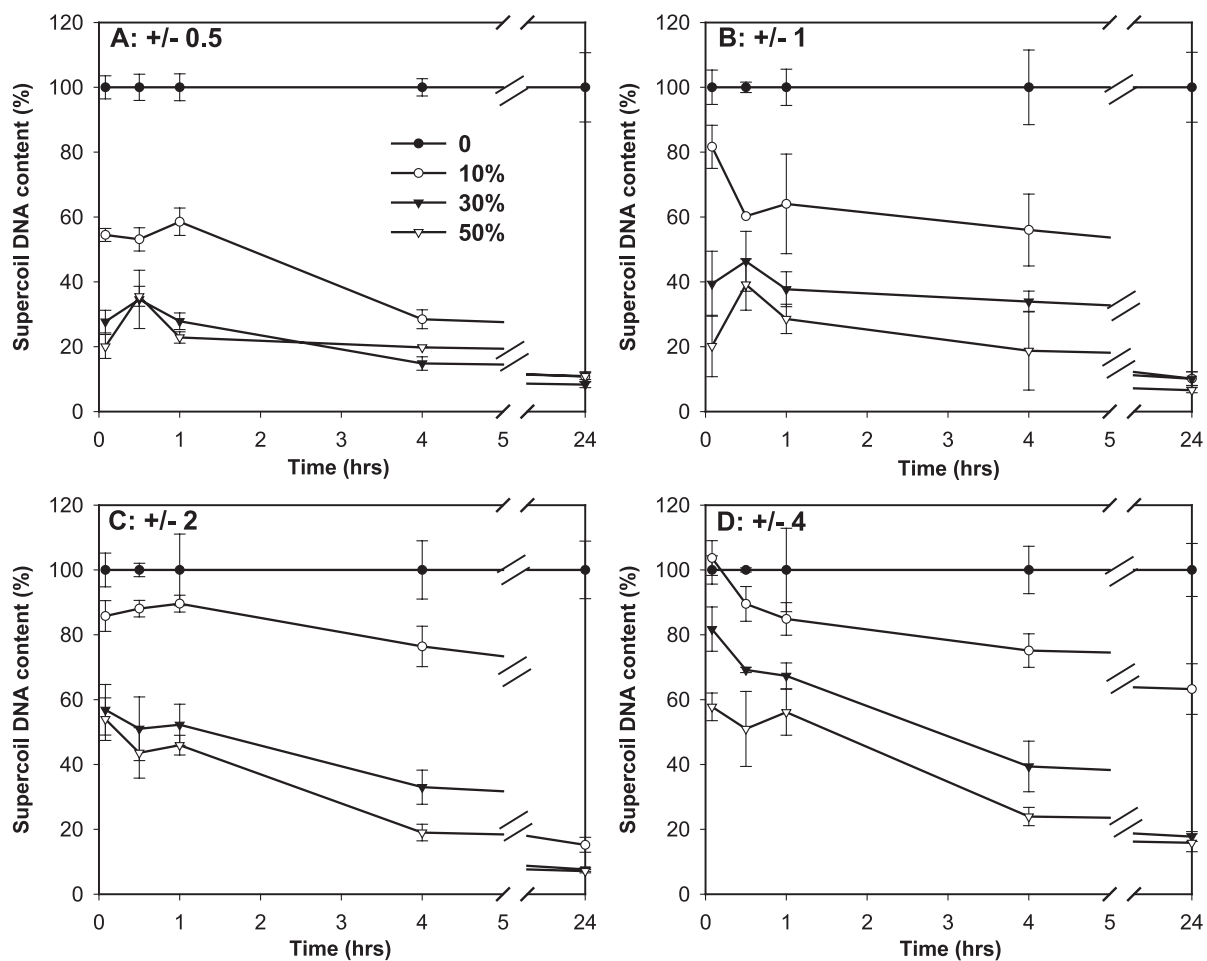 A: +/- 0.5
120
100
80
60
40
20
0
Supercoil DNA content (%)
0
10%
30%
50%
0 1 2 3 4 5 24
Time (hrs)
B: +/- 1
120
100
80
60
40
20
0
Supercoil DNA content (%)
0 1 2 3 4 5 24
Time (hrs)
C: +/- 2
120
100
80
60
40
20
0
Supercoil DNA content (%)
0 1 2 3 4 5 24
Time (hrs)
D: +/- 4
120
100
80
60
40
20
0
Supercoil DNA content (%)
0 1 2 3 4 5 24
Time (hrs)